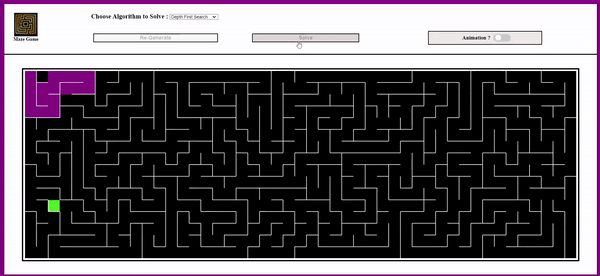 Choose Algorithm to Solve : Depth First Search
Maze Game
Re-Generate
Solve
Animation ?